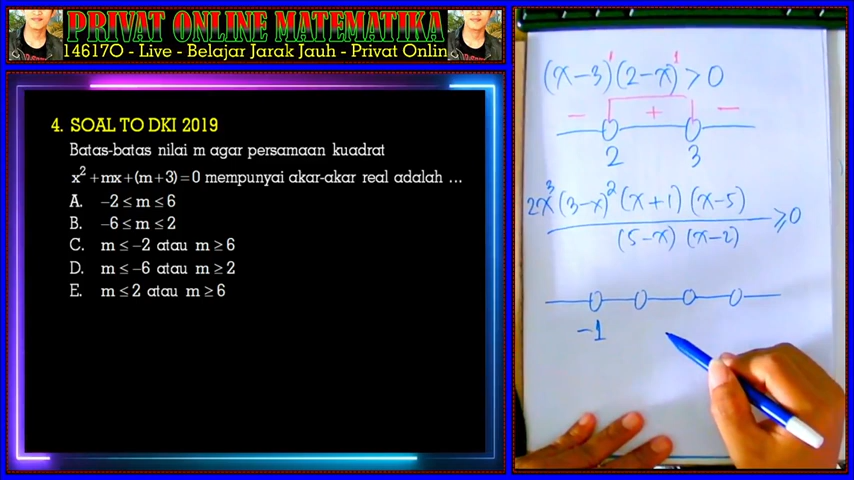 PRIVAT ONLINE MATEMATIKA
146170 - Live - Belajar Jarak Jauh - Privat Onlin
4. SOAL TO DKI 2019
Batas-batas nilai m agar persamaan kuadrat
x² + mx + (m + 3) = 0 mempunyai akar-akar real adalah ...
A. −2 ≤ m ≤ 6
B. −6 ≤ m ≤ 2
C. m ≤ −2 atau m ≥ 6
D. m ≤ −6 atau m ≥ 2
E. m ≤ 2 atau m ≥ 6
(x−3)¹(2−x)¹ > 0
− + −
2 3
2x³(3−x)²(x+1)(x−5)
≥ 0
(5−x)(x−2)
−1